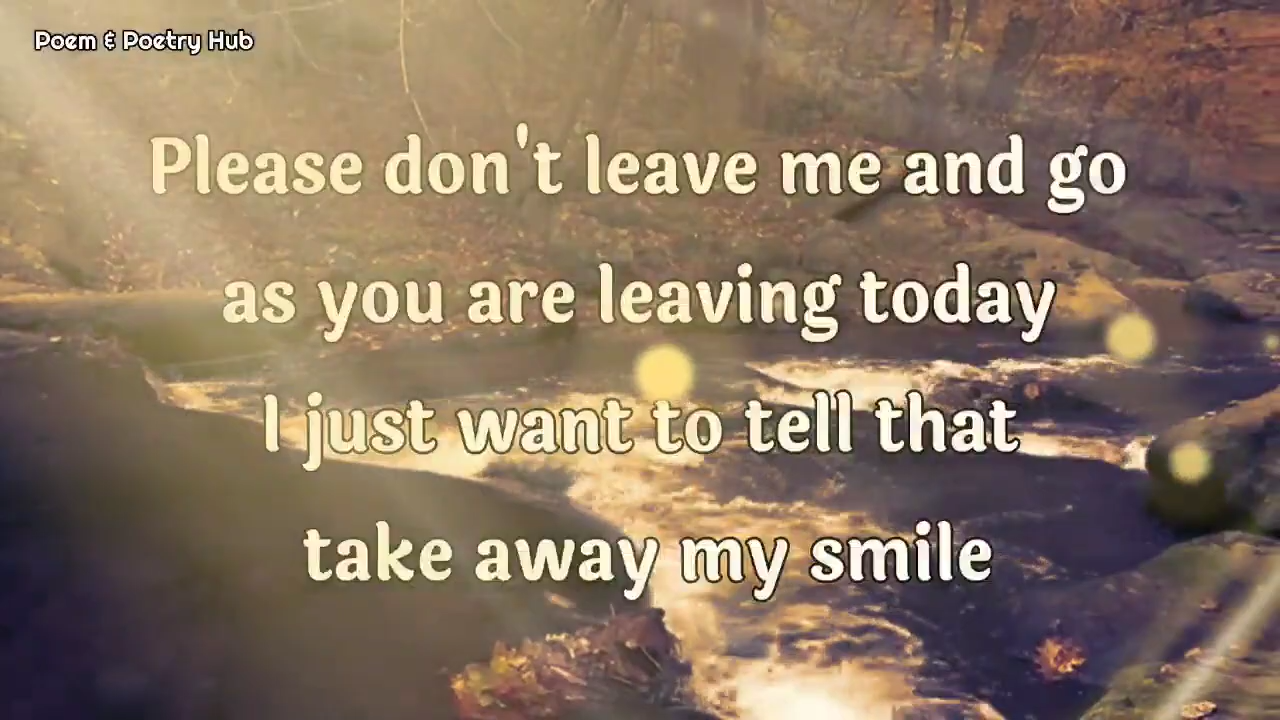 Poem & Poetry Hub
Please don't leave me and go
as you are leaving today
I just want to tell that
take away my smile